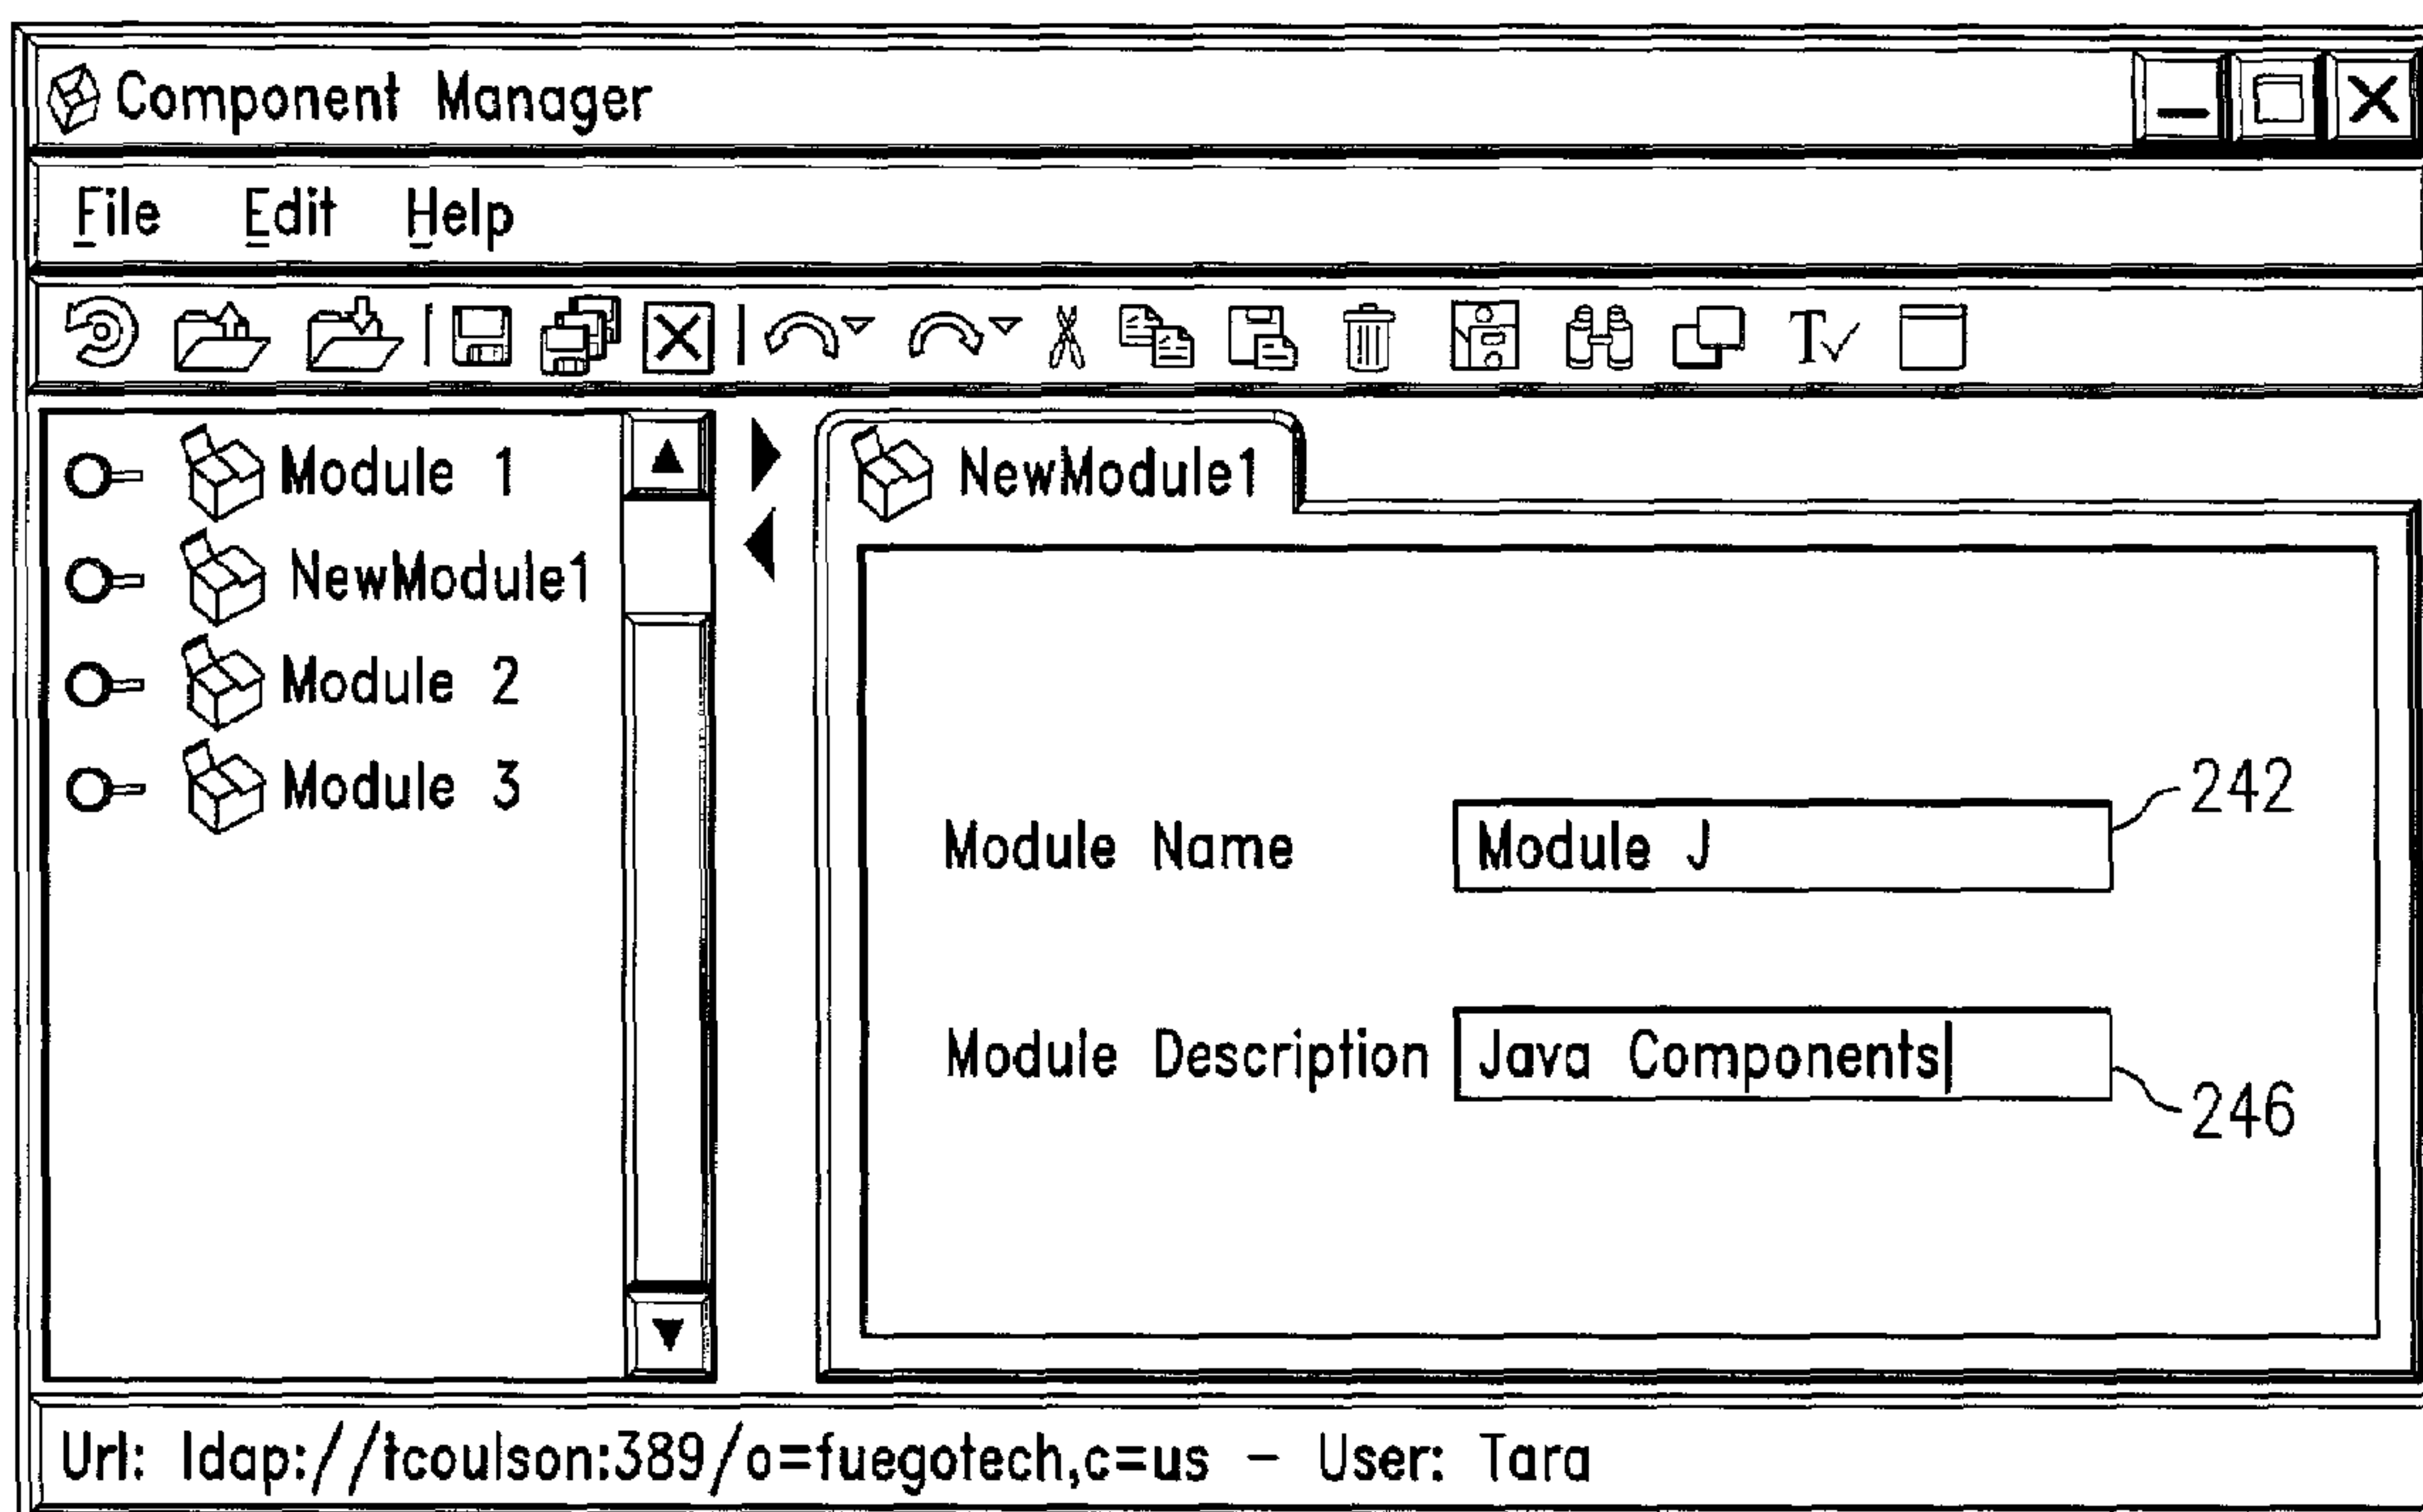 Component Manager
File Edit Help
Module 1
NewModule1
Module 2
Module 3
NewModule1
Module Name Module J
242
Module Description Java Components
246
Url: ldap://tcoulson:389/o=fuegotech,c=us - User: Tara